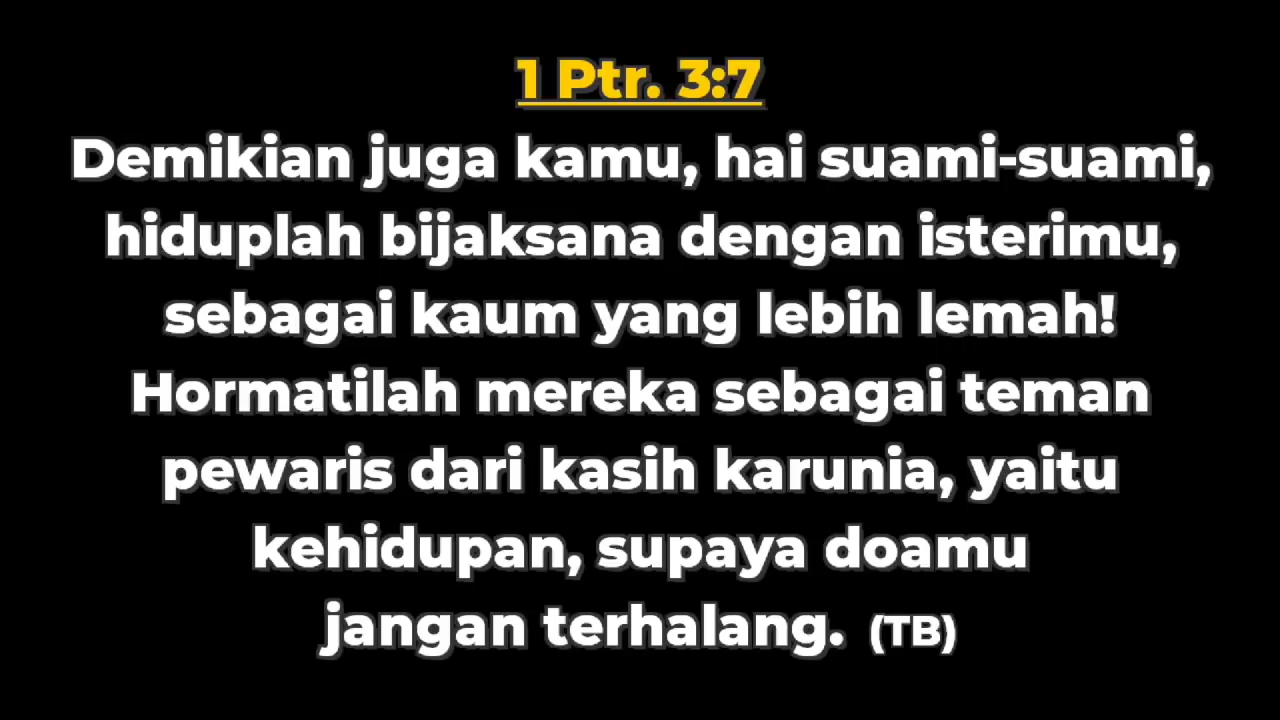 1 Ptr. 3:7
Demikian juga kamu, hai suami-suami,
hiduplah bijaksana dengan isterimu,
sebagai kaum yang lebih lemah!
Hormatilah mereka sebagai teman
pewaris dari kasih karunia, yaitu
kehidupan, supaya doamu
jangan terhalang. (TB)